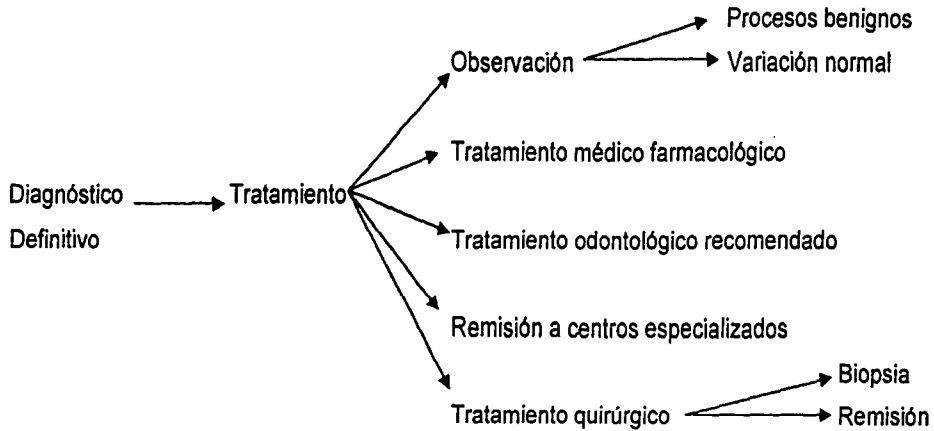 Procesos benignos
Observación
Variación normal
Tratamiento médico farmacológico
Diagnóstico
Definitivo
Tratamiento
Tratamiento odontológico recomendado
Remisión a centros especializados
Biopsia
Tratamiento quirúrgico
Remisión